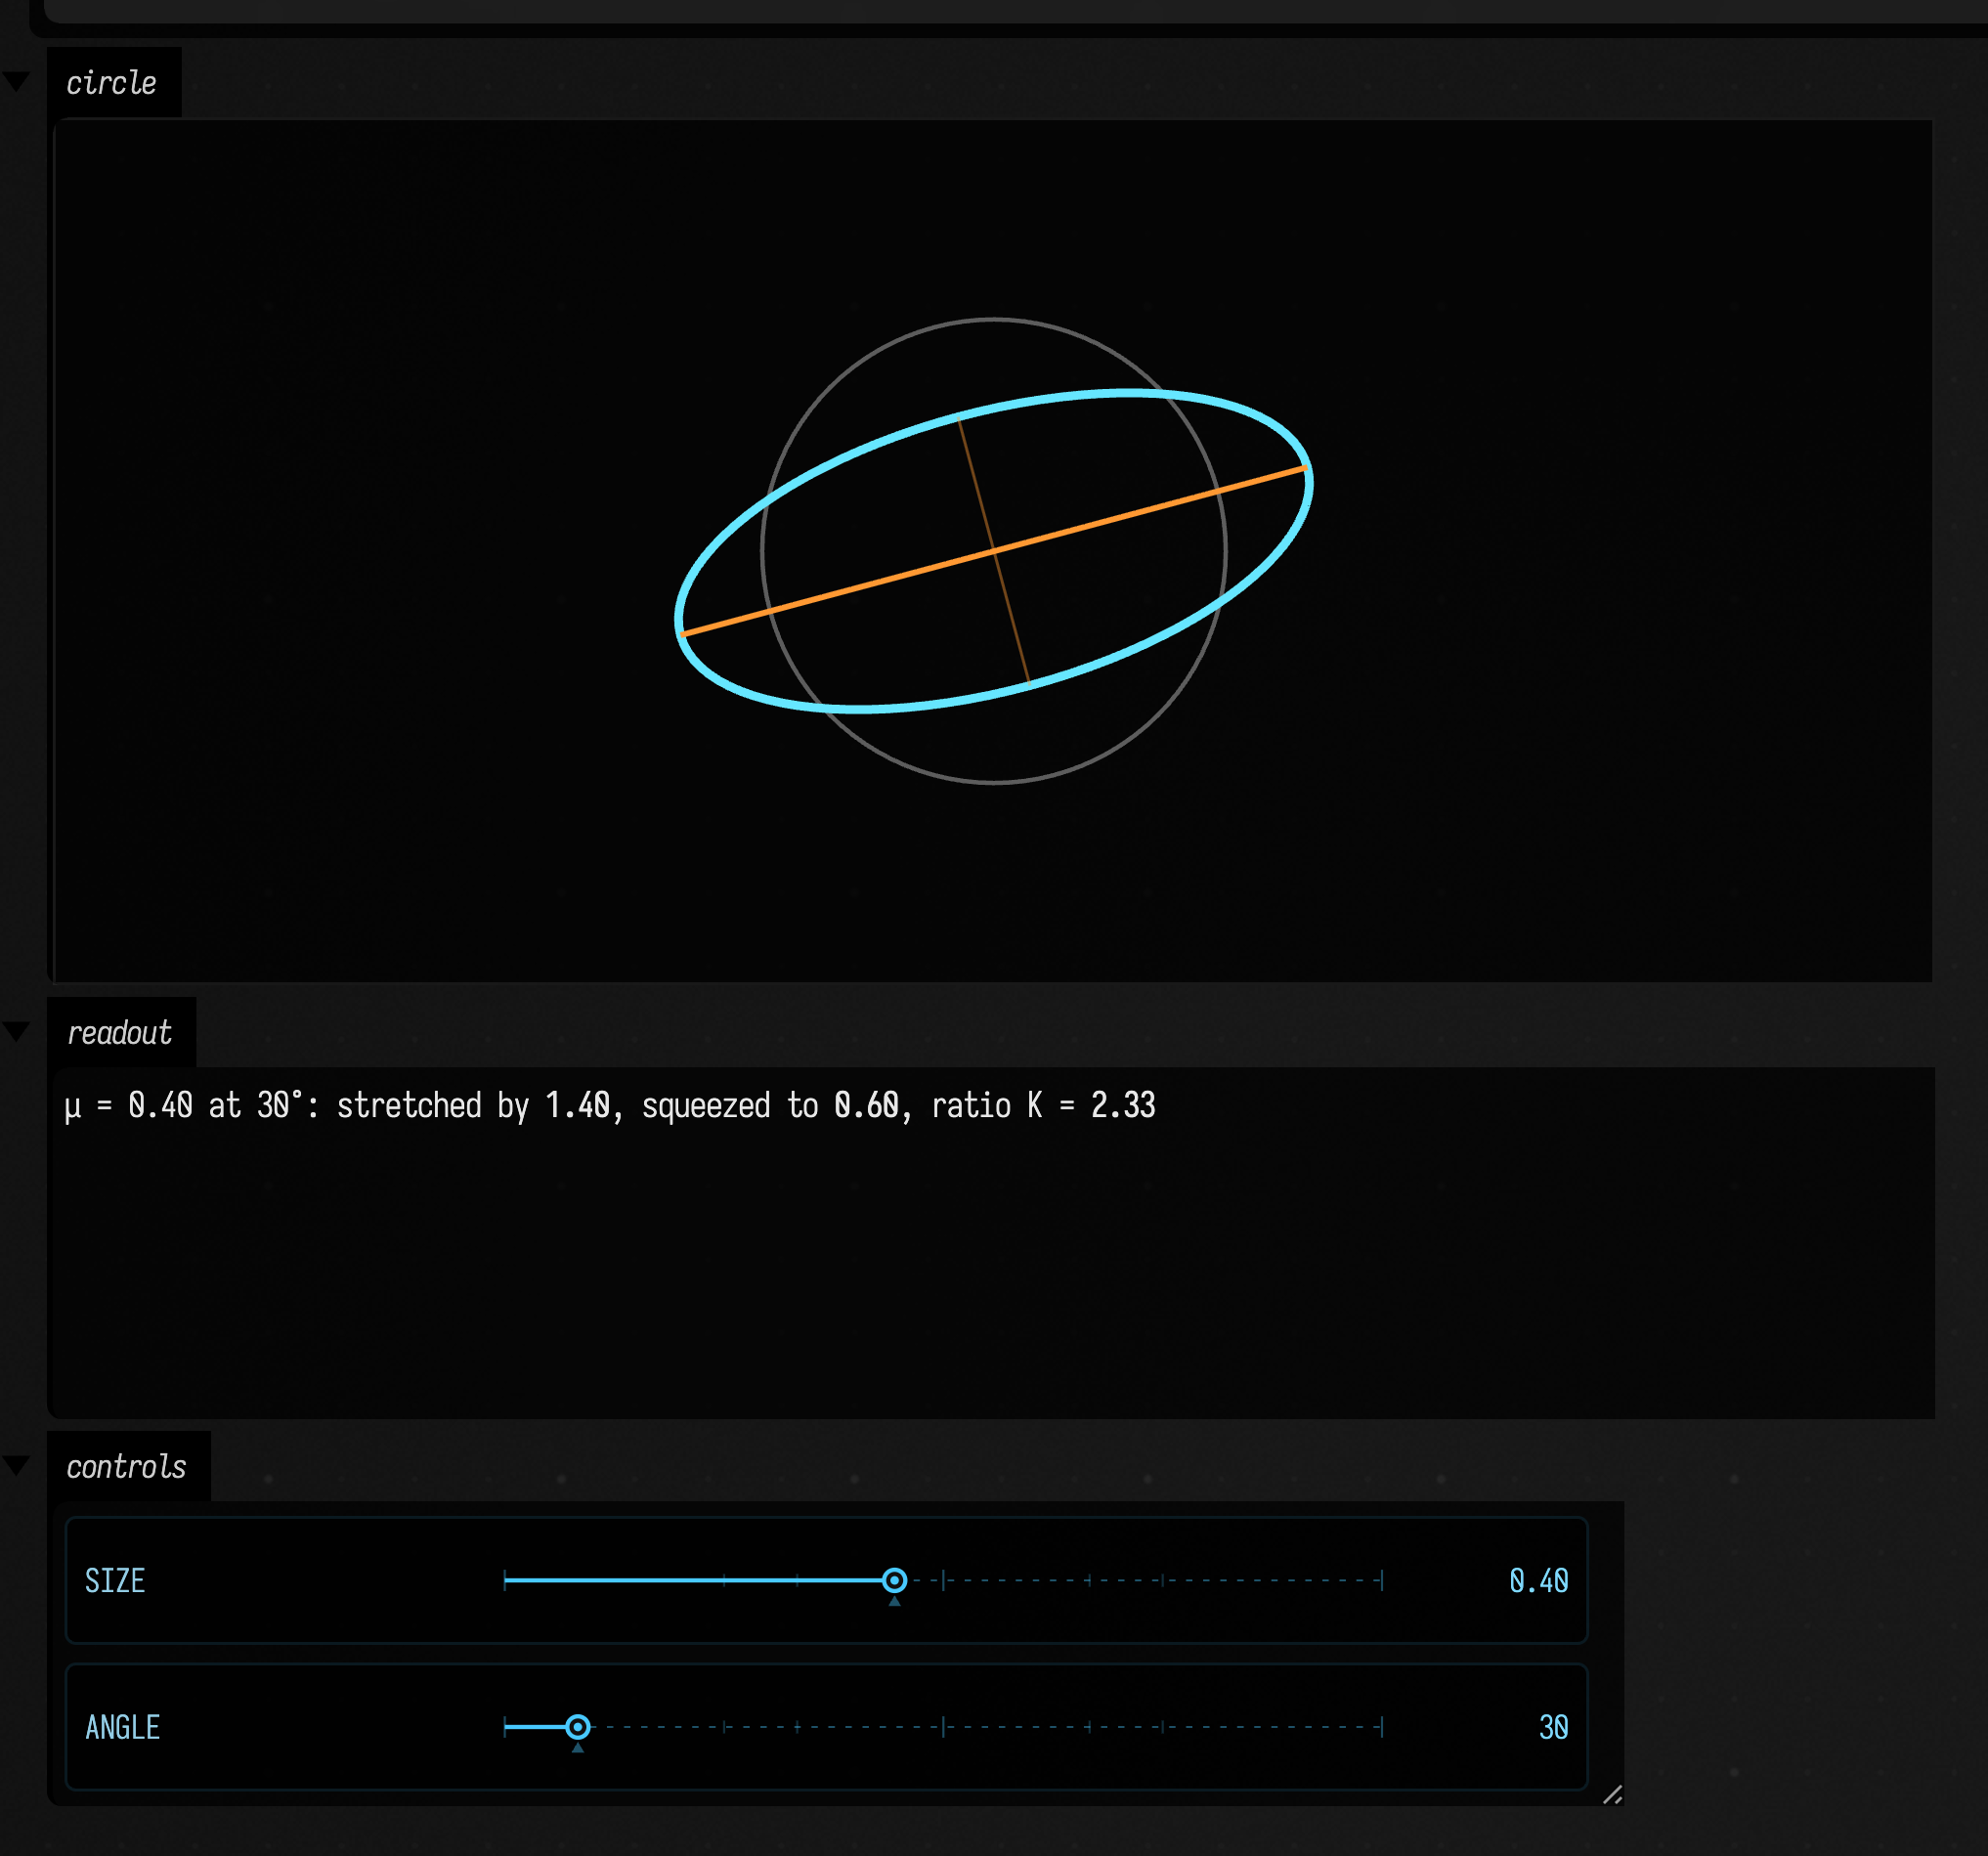 circle
readout
μ = 0.40 at 30°: stretched by 1.40, squeezed to 0.60, ratio K = 2.33
controls
SIZE 0.40
ANGLE 30